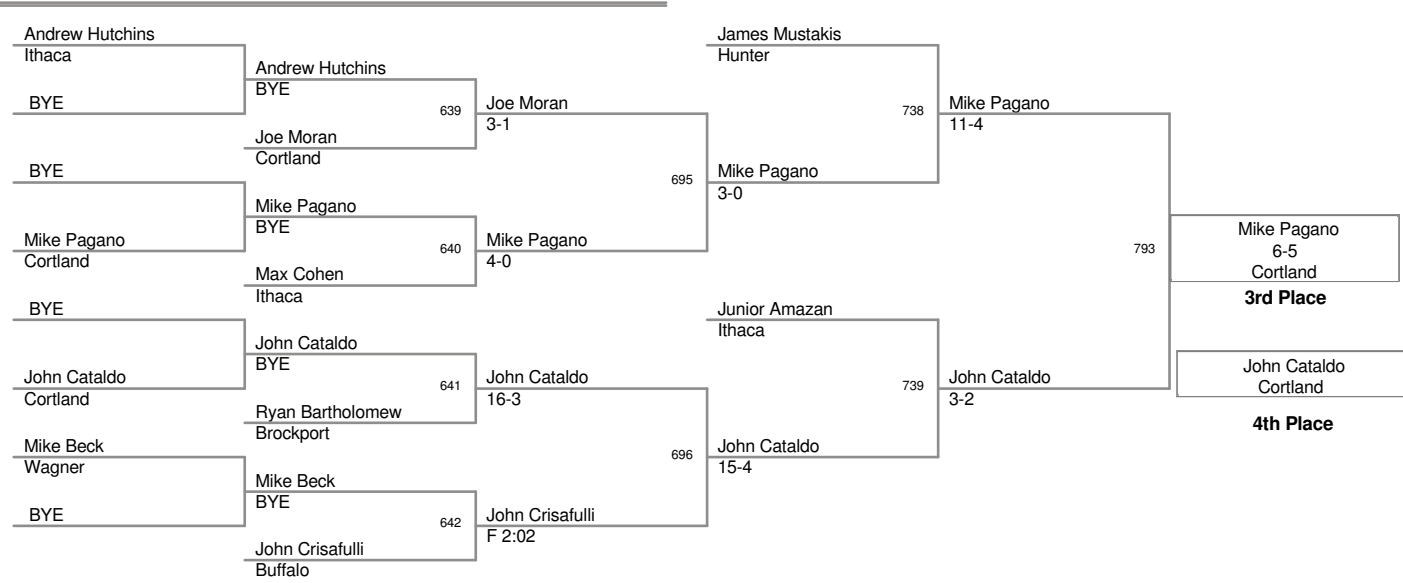 Andrew Hutchins
Ithaca
BYE
BYE
Mike Pagano
Cortland
BYE
John Cataldo
Cortland
Mike Beck
Wagner
BYE
Andrew Hutchins
BYE
639
Joe Moran
Cortland
Mike Pagano
BYE
640
Max Cohen
Ithaca
John Cataldo
BYE
641
Ryan Bartholomew
Brockport
Mike Beck
BYE
642
John Crisafulli
Buffalo
Joe Moran
3-1
695
Mike Pagano
4-0
John Cataldo
16-3
696
John Crisafulli
F 2:02
James Mustakis
Hunter
738
Mike Pagano
3-0
Junior Amazan
Ithaca
739
John Cataldo
15-4
Mike Pagano
11-4
793
John Cataldo
3-2
Mike Pagano
6-5
Cortland
3rd Place
John Cataldo
Cortland
4th Place